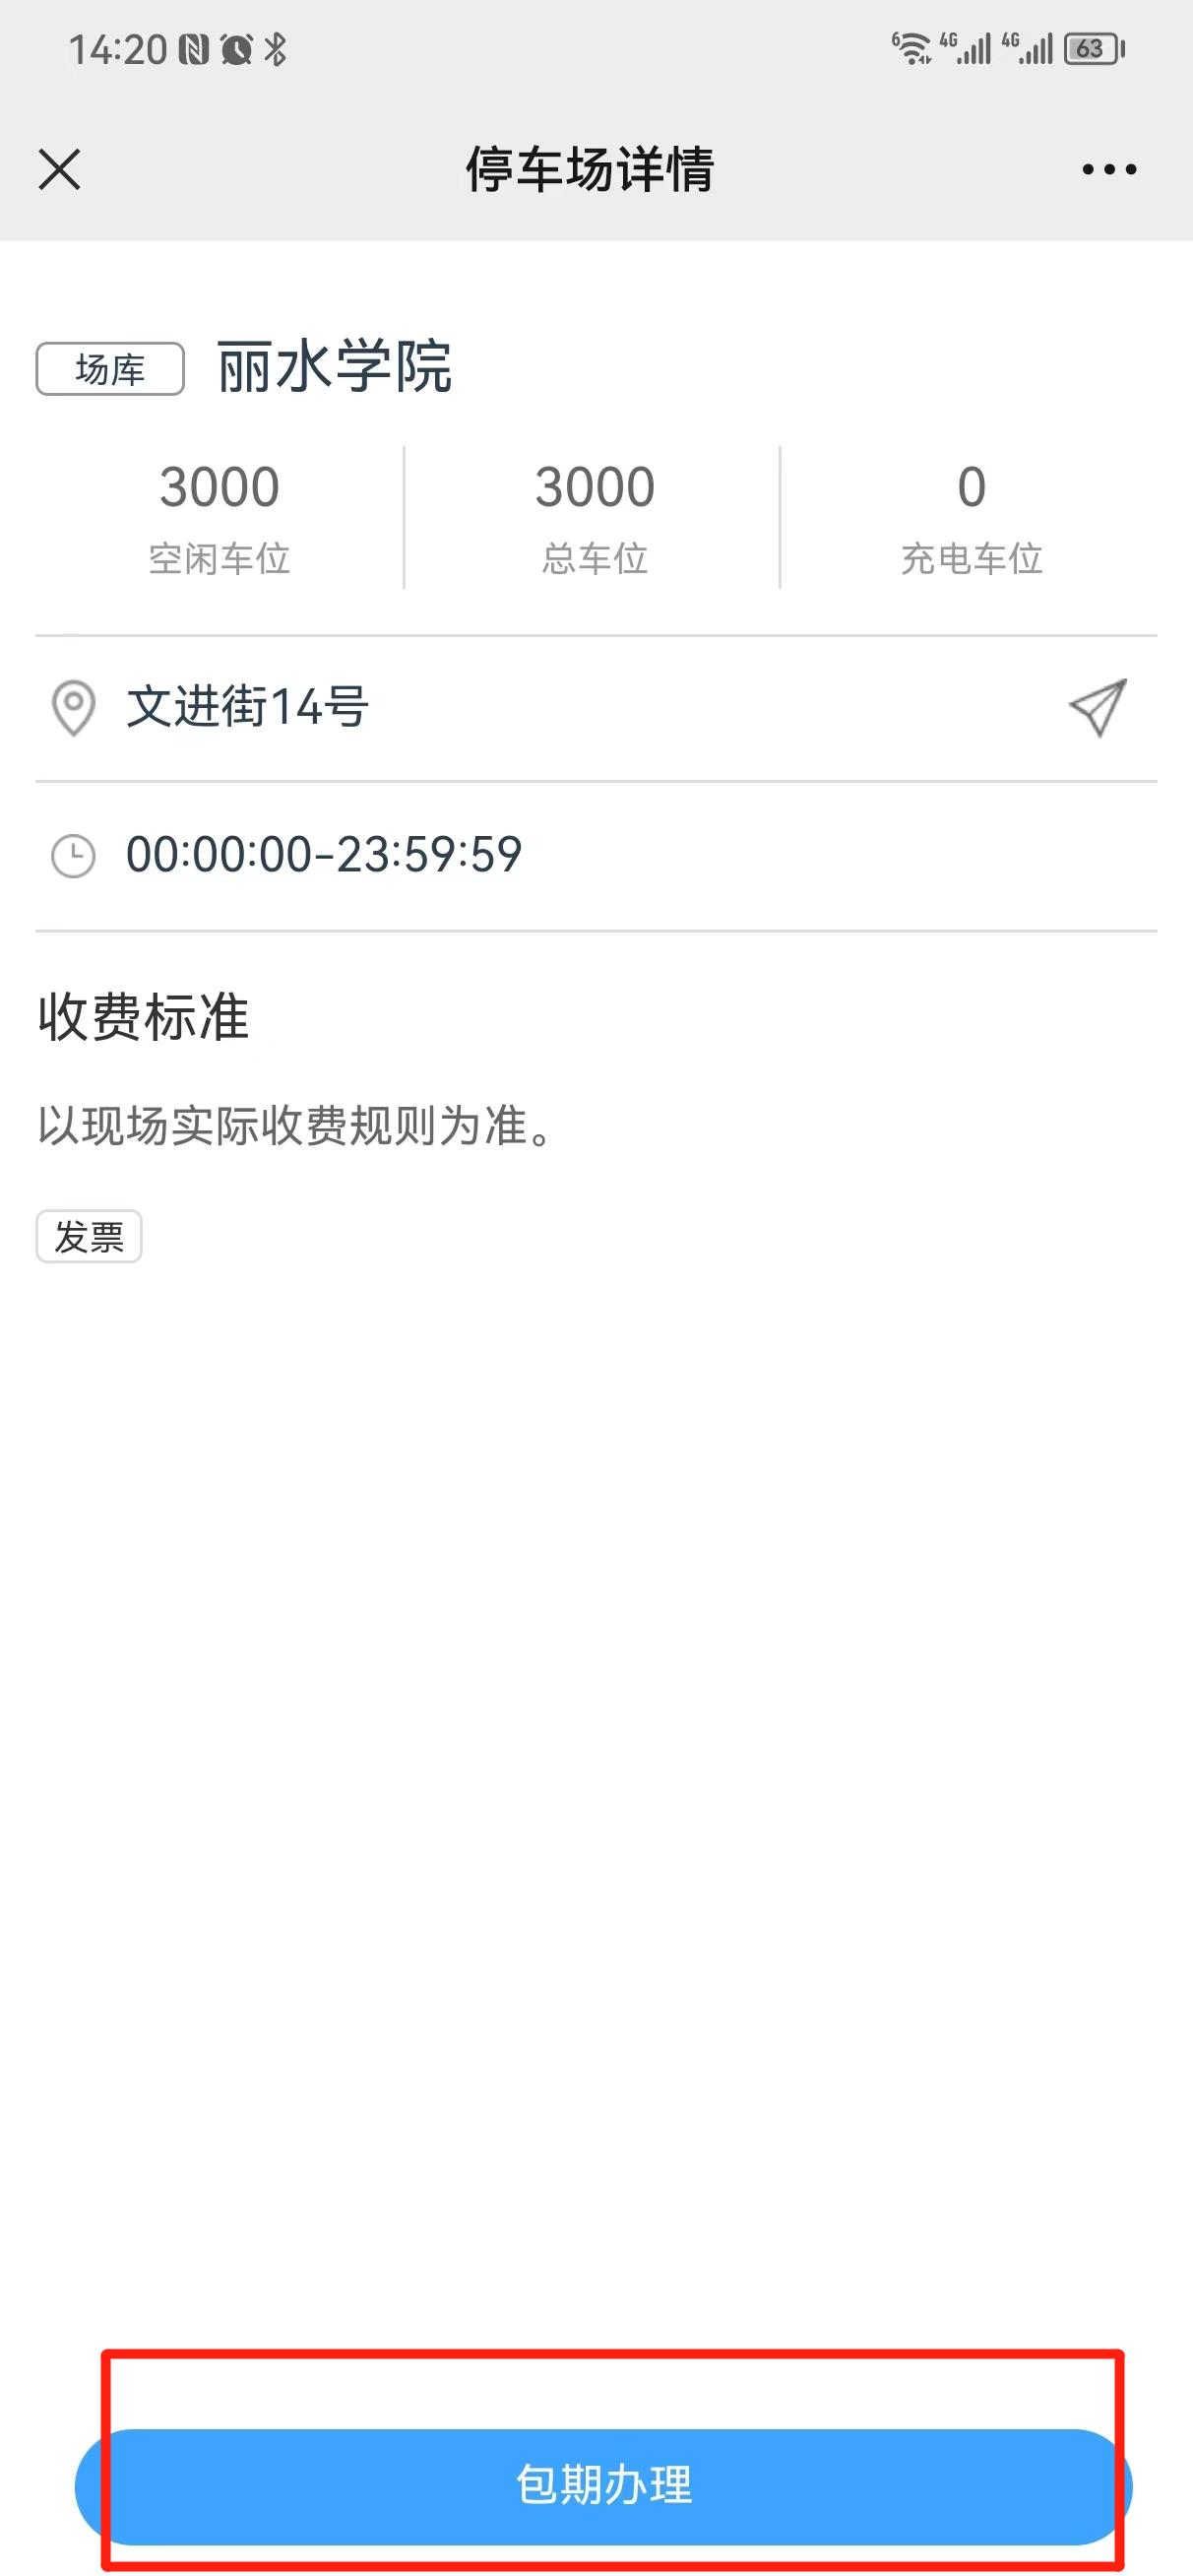 14:20 6 4G 4G 63
停车场详情
场库 丽水学院
3000 3000 0
空闲车位 总车位 充电车位
文进街14号
00:00:00-23:59:59
收费标准
以现场实际收费规则为准。
发票
包期办理